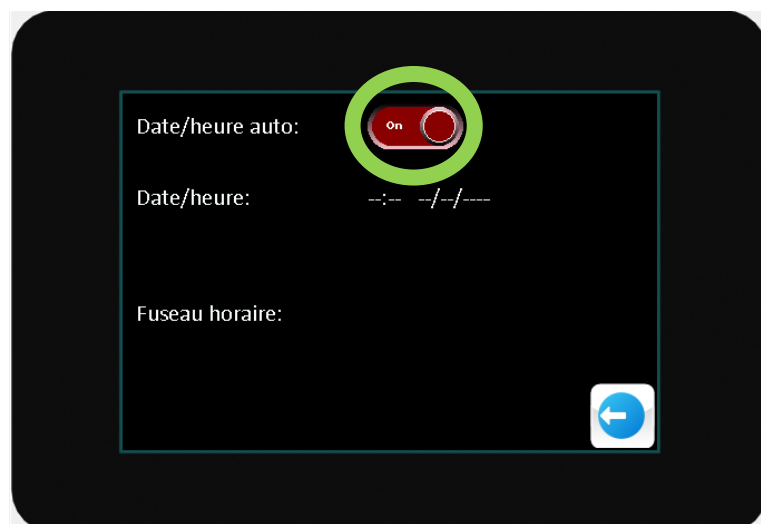 Date/heure auto: On
Date/heure: --:-- --/--/----
Fuseau horaire: